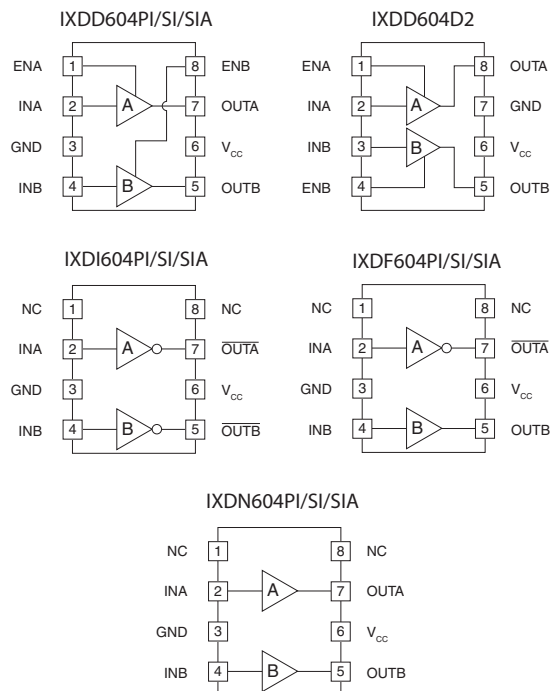 IXDD604PI/SI/SIA
ENA 1 8 ENB
INA 2 A 7 OUTA
GND 3 6 VCC
INB 4 B 5 OUTB
IXDD604D2
ENA 1 8 OUTA
INA 2 A 7 GND
INB 3 B 6 VCC
ENB 4 5 OUTB
IXDI604PI/SI/SIA
NC 1 8 NC
INA 2 A 7 OUTA
GND 3 6 VCC
INB 4 B 5 OUTB
IXDF604PI/SI/SIA
NC 1 8 NC
INA 2 A 7 OUTA
GND 3 6 VCC
INB 4 B 5 OUTB
IXDN604PI/SI/SIA
NC 1 8 NC
INA 2 A 7 OUTA
GND 3 6 VCC
INB 4 B 5 OUTB